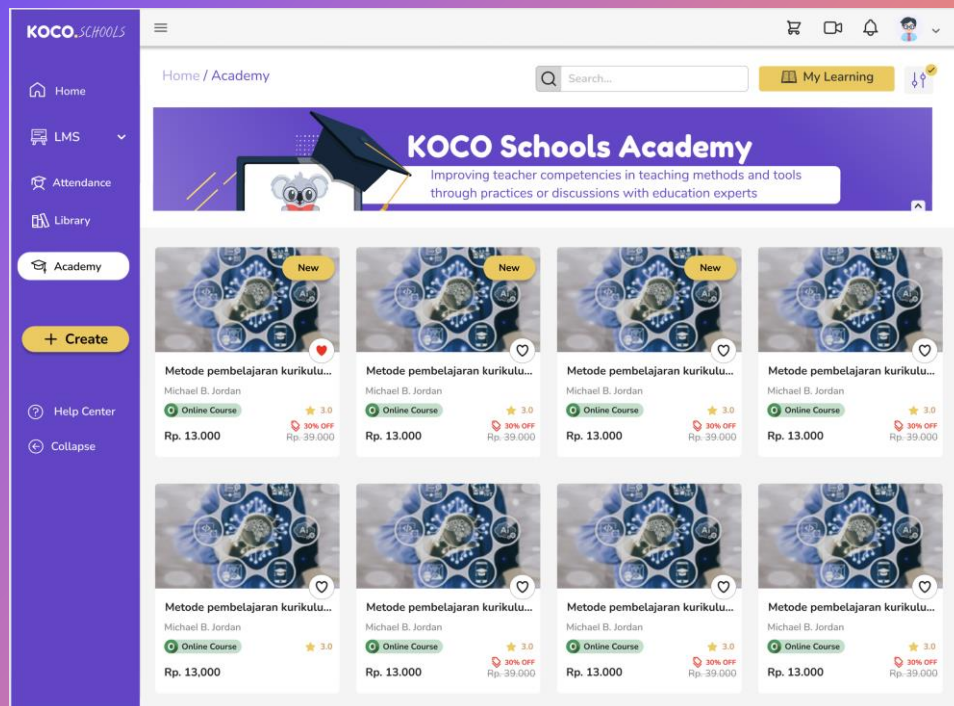 KOCO.SCHOOLS
Home
LMS
Attendance
Library
Academy
+ Create
Help Center
Collapse
Home / Academy
Search...
My Learning
KOCO Schools Academy
Improving teacher competencies in teaching methods and tools
through practices or discussions with education experts
New
Metode pembelajaran kurikulu...
Michael B. Jordan
Online Course
3.0
30% OFF
Rp. 13.000
Rp. 39.000
New
Metode pembelajaran kurikulu...
Michael B. Jordan
Online Course
3.0
30% OFF
Rp. 13.000
Rp. 39.000
New
Metode pembelajaran kurikulu...
Michael B. Jordan
Online Course
3.0
30% OFF
Rp. 13.000
Rp. 39.000
Metode pembelajaran kurikulu...
Michael B. Jordan
Online Course
3.0
30% OFF
Rp. 13.000
Rp. 39.000
Metode pembelajaran kurikulu...
Michael B. Jordan
Online Course
3.0
Rp. 13,000
Metode pembelajaran kurikulu...
Michael B. Jordan
Online Course
3.0
30% OFF
Rp. 13.000
Rp. 39.000
Metode pembelajaran kurikulu...
Michael B. Jordan
Online Course
3.0
30% OFF
Rp. 13.000
Rp. 39.000
Metode pembelajaran kurikulu...
Michael B. Jordan
Online Course
3.0
30% OFF
Rp. 13.000
Rp. 39.000